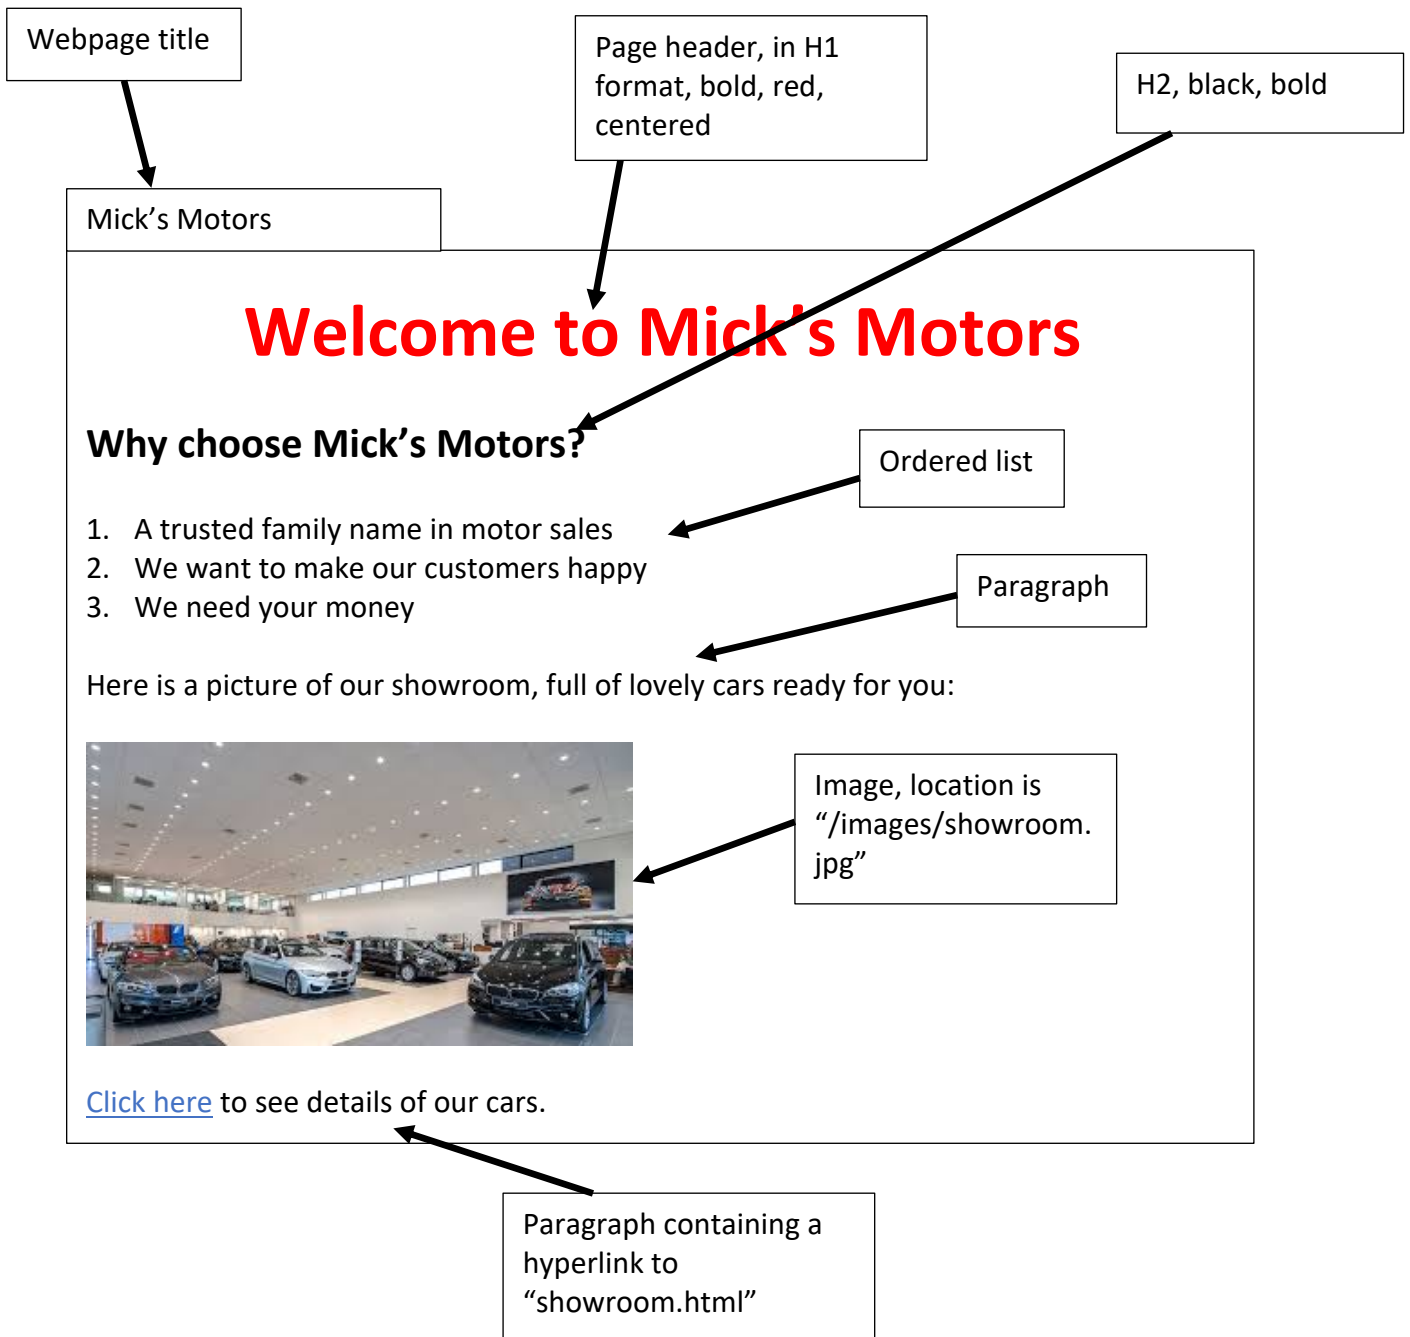 Webpage title
Page header, in H1
format, bold, red,
centered
H2, black, bold
Mick’s Motors
Welcome to Mick’s Motors
Why choose Mick’s Motors?
Ordered list
1. A trusted family name in motor sales
2. We want to make our customers happy
3. We need your money
Paragraph
Here is a picture of our showroom, full of lovely cars ready for you:
Image, location is
“/images/showroom.
jpg”
Click here to see details of our cars.
Paragraph containing a
hyperlink to
“showroom.html”